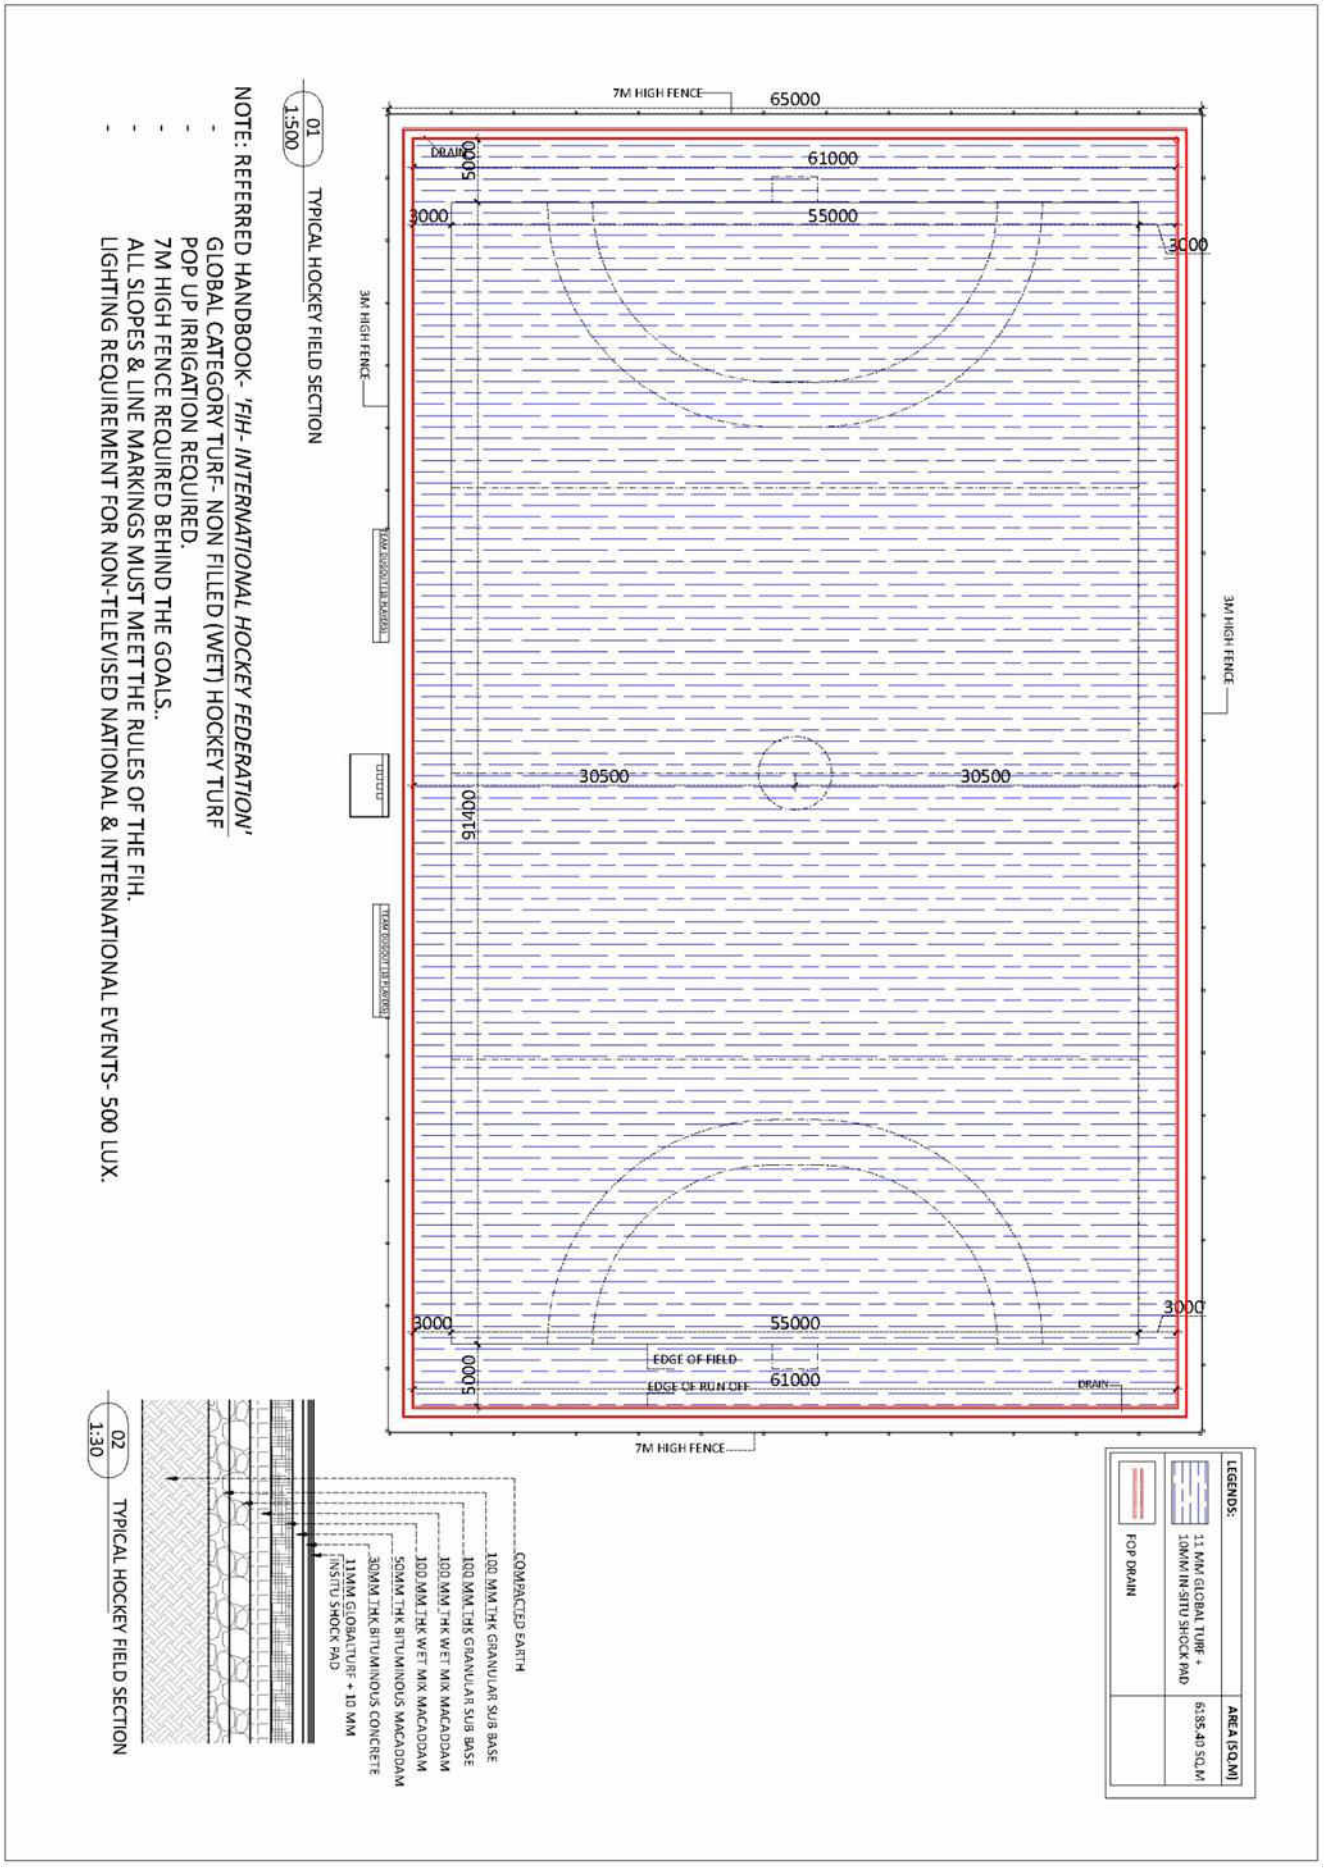 7M HIGH FENCE
65000
DRAIN
5000
61000
3000
55000
3000
3M HIGH FENCE
3M HIGH FENCE
TEAM DUGOUT
30500
30500
91400
TEAM DUGOUT
3000
55000
3000
EDGE OF FIELD
5000
EDGE OF RUN OFF
61000
DRAIN
7M HIGH FENCE
01
1:500
TYPICAL HOCKEY FIELD SECTION
NOTE: REFERRED HANDBOOK- 'FIH- INTERNATIONAL HOCKEY FEDERATION'
- GLOBAL CATEGORY TURF- NON FILLED (WET) HOCKEY TURF
- POP UP IRRIGATION REQUIRED.
- 7M HIGH FENCE REQUIRED BEHIND THE GOALS..
- ALL SLOPES & LINE MARKINGS MUST MEET THE RULES OF THE FIH.
- LIGHTING REQUIREMENT FOR NON-TELEVISED NATIONAL & INTERNATIONAL EVENTS- 500 LUX.
LEGENDS:
AREA (SQ.M)
11 MM GLOBAL TURF +
10MM IN-SITU SHOCK PAD
6185.40 SQ.M
FOP DRAIN
COMPACTED EARTH
100 MM THK GRANULAR SUB BASE
100 MM THK GRANULAR SUB BASE
100 MM THK WET MIX MACADDAM
100 MM THK WET MIX MACADDAM
50MM THK BITUMINOUS MACADDAM
30MM THK BITUMINOUS CONCRETE
11MM GLOBALTURF + 10 MM
INSITU SHOCK PAD
02
1:30
TYPICAL HOCKEY FIELD SECTION